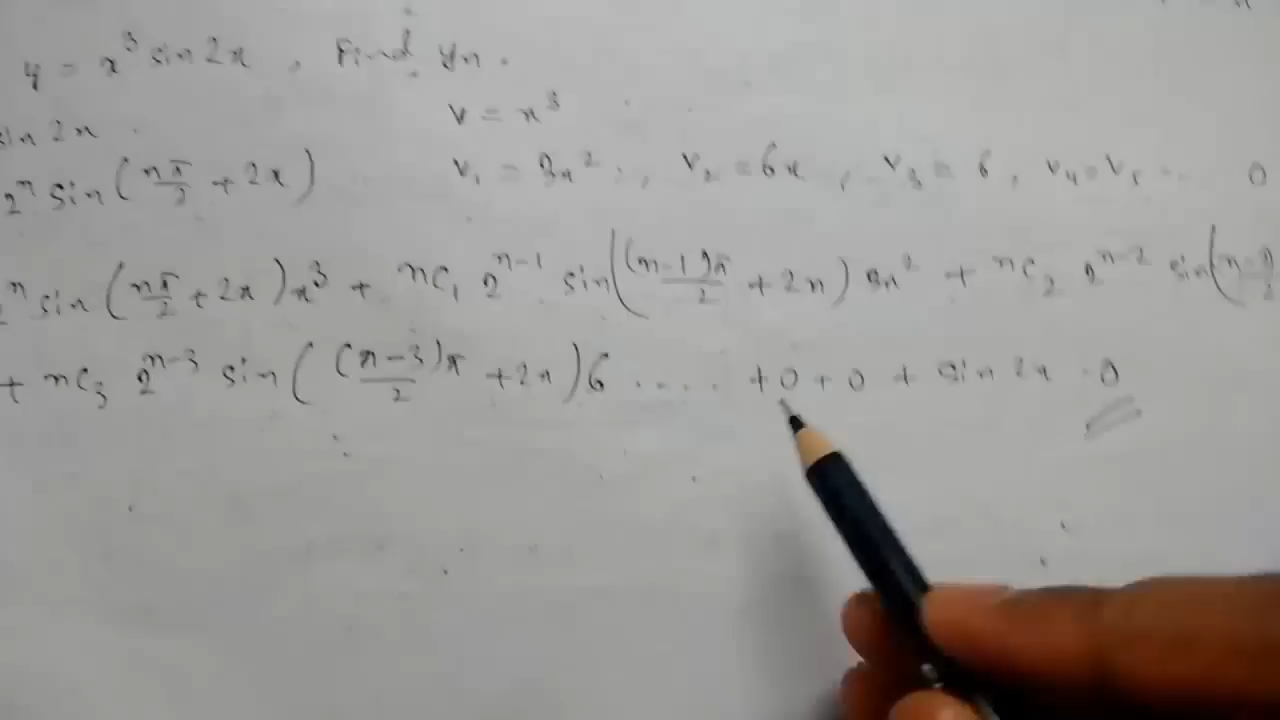 y = x³ sin 2x , Find yn .
sin 2x .
v = x³
2ⁿ sin (nπ/2 + 2x)
v₁ = 3x² , v₂ = 6x , v₃ = 6 , v₄ = v₅ ... 0
2ⁿ sin (nπ/2 + 2x) x³ + nc₁ 2ⁿ⁻¹ sin ((n-1)π/2 + 2x) 3x² + nc₂ 2ⁿ⁻² sin(
+ nc₃ 2ⁿ⁻³ sin ( (n-3)π/2 + 2x ) 6 .... + 0 + 0 + sin 2x . 0